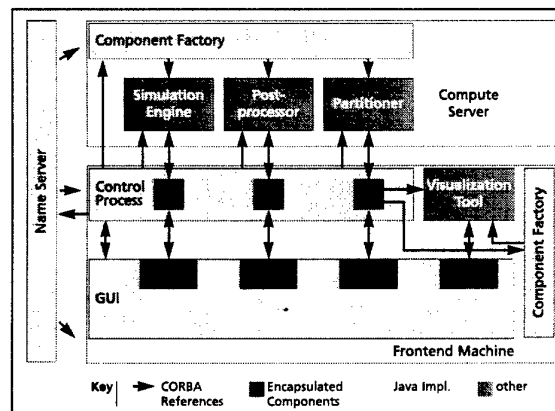 Component Factory
Simulation
Engine
Post-
processor
Partitioner
Compute
Server
Name Server
Control
Process
Visualization
Tool
Component Factory
GUI
Frontend Machine
Key
CORBA
References
Encapsulated
Components
Java Impl.
other